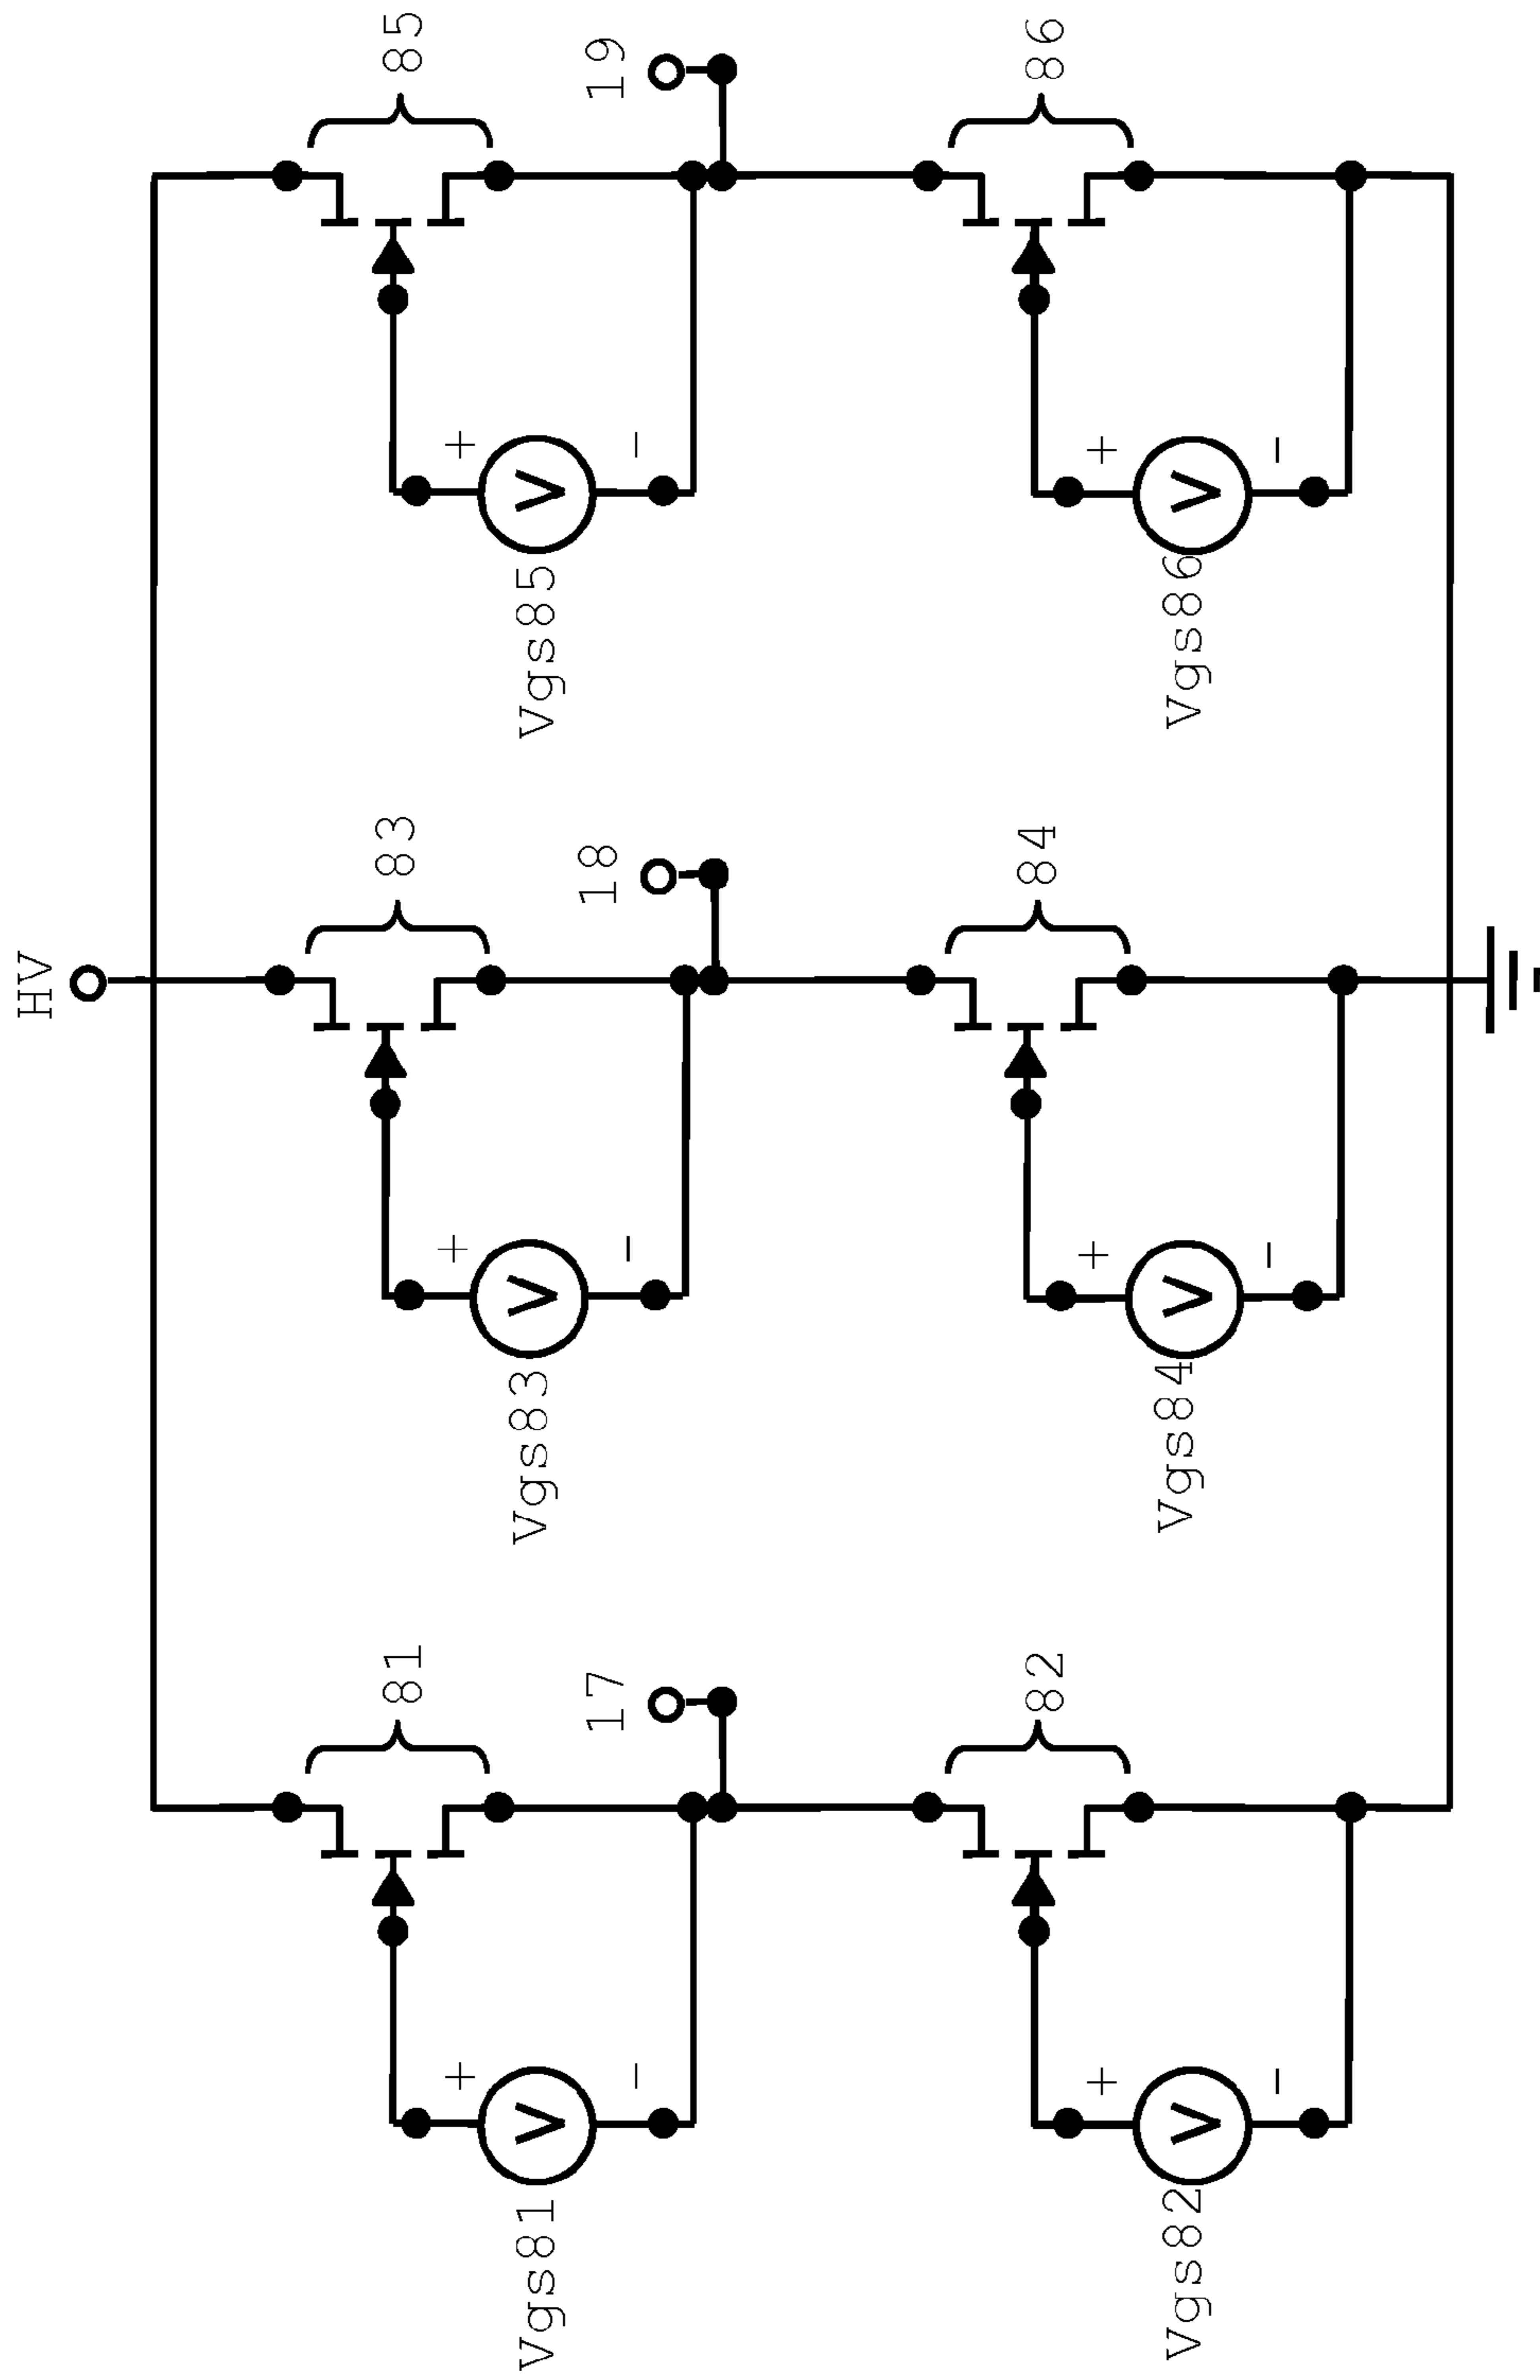 HV
81
83
85
17
18
19
+
V
-
Vgs81
+
V
-
Vgs83
+
V
-
Vgs85
82
84
86
+
V
-
Vgs82
+
V
-
Vgs84
+
V
-
Vgs86